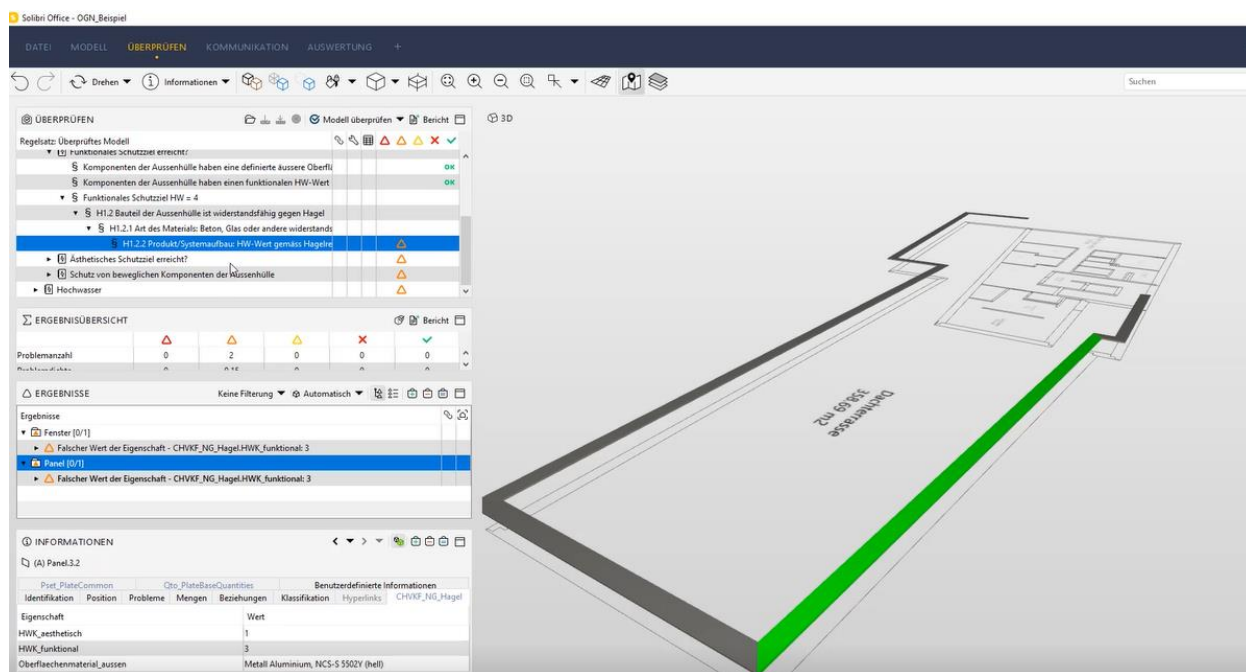 Solibri Office - OGN_Beispiel
DATEI MODELL ÜBERPRÜFEN KOMMUNIKATION AUSWERTUNG +
Drehen Informationen Suchen
ÜBERPRÜFEN Modell überprüfen Bericht
3D
Regelsatz: Überprüftes Modell
Funktionales Schutzziel erreicht?
§ Komponenten der Aussenhülle haben eine definierte äussere Oberflä OK
§ Komponenten der Aussenhülle haben einen funktionalen HW-Wert OK
§ Funktionales Schutzziel HW = 4
§ H1.2 Bauteil der Aussenhülle ist widerstandsfähig gegen Hagel
§ H1.2.1 Art des Materials: Beton, Glas oder andere widerstands
§ H1.2.2 Produkt/Systemaufbau: HW-Wert gemäss Hagelre
§ Ästhetisches Schutzziel erreicht?
§ Schutz von beweglichen Komponenten der Aussenhülle
Hochwasser
ERGEBNISÜBERSICHT Bericht
Problemanzahl 0 2 0 0 0
Problemdichte 0 0.15 0 0 0
ERGEBNISSE Keine Filterung Automatisch
Ergebnisse
Fenster [0/1]
Falscher Wert der Eigenschaft - CHVKF_NG_Hagel.HWK_funktional: 3
Panel [0/1]
Falscher Wert der Eigenschaft - CHVKF_NG_Hagel.HWK_funktional: 3
INFORMATIONEN
(A) Panel.3.2
Pset_PlateCommon Qto_PlateBaseQuantities Benutzerdefinierte Informationen
Identifikation Position Probleme Mengen Beziehungen Klassifikation Hyperlinks CHVKF_NG_Hagel
Eigenschaft Wert
HWK_aesthetisch 1
HWK_funktional 3
Oberflaechenmaterial_aussen Metall Aluminium, NCS-S 5502Y (hell)
Dachterrasse
358.69 m2